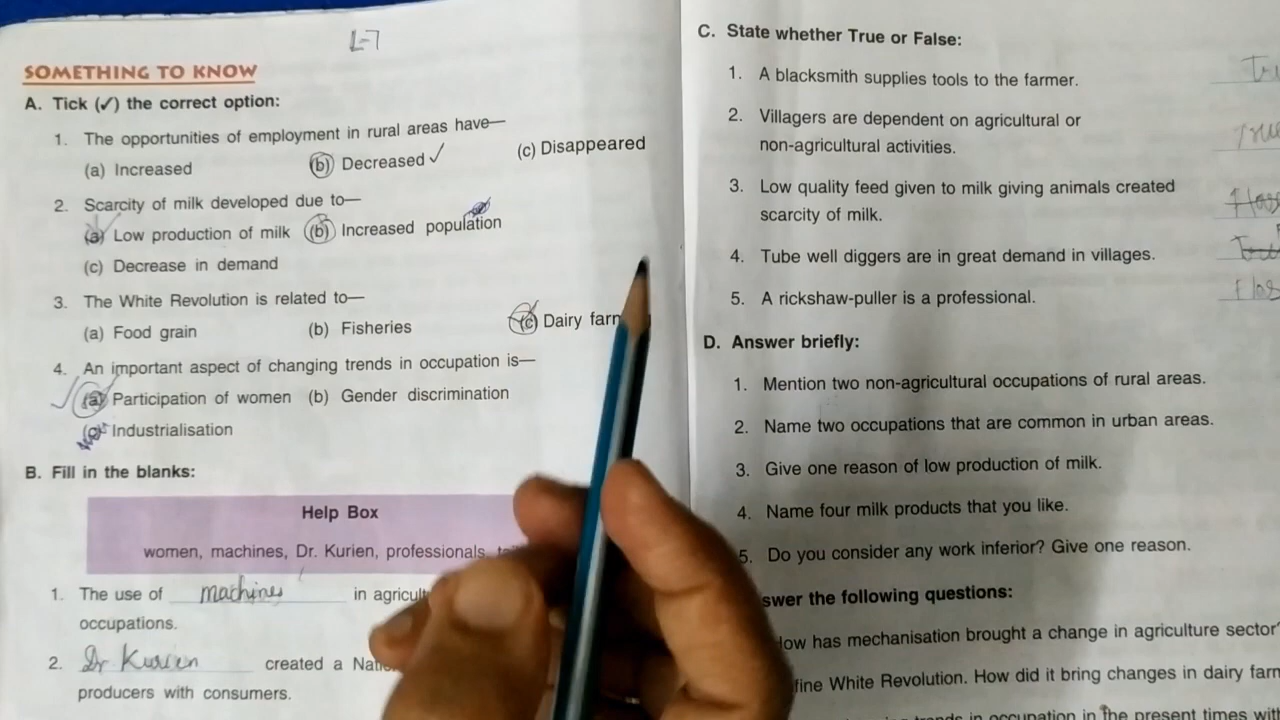 L-7
SOMETHING TO KNOW
A. Tick (✓) the correct option:
1. The opportunities of employment in rural areas have—
(a) Increased (b) Decreased ✓ (c) Disappeared
2. Scarcity of milk developed due to—
(a) Low production of milk (b) Increased population
(c) Decrease in demand
3. The White Revolution is related to—
(a) Food grain (b) Fisheries (c) Dairy
4. An important aspect of changing trends in occupation is—
(a) Participation of women (b) Gender discrimination
(c) Industrialisation
B. Fill in the blanks:
Help Box
women, machines, Dr. Kurien, professionals,
1. The use of machines in
occupations.
2. Dr Kurien created a
producers with consumers.
C. State whether True or False:
1. A blacksmith supplies tools to the farmer.
2. Villagers are dependent on agricultural or
non-agricultural activities.
3. Low quality feed given to milk giving animals created
scarcity of milk.
4. Tube well diggers are in great demand in villages.
5. A rickshaw-puller is a professional.
D. Answer briefly:
1. Mention two non-agricultural occupations of rural areas.
2. Name two occupations that are common in urban areas.
3. Give one reason of low production of milk.
4. Name four milk products that you like.
5. Do you consider any work inferior? Give one reason.
the following questions:
has mechanisation brought a change in agriculture sector
White Revolution. How did it bring changes in dairy
in occupation in the present times